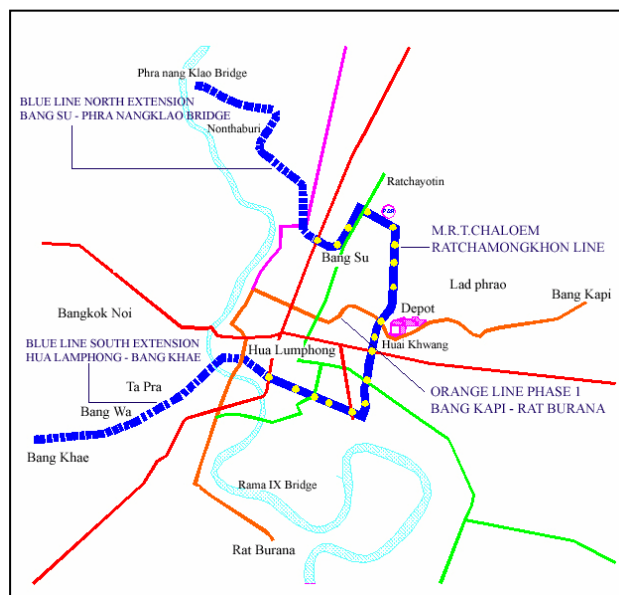 Phra nang Klao Bridge
BLUE LINE NORTH EXTENSION
BANG SU - PHRA NANGKLAO BRIDGE
Nonthaburi
Ratchayotin
P&R
M.R.T.CHALOEM
RATCHAMONGKHON LINE
Bang Su
Lad phrao
Bang Kapi
Bangkok Noi
Depot
Huai Khwang
BLUE LINE SOUTH EXTENSION
HUA LAMPHONG - BANG KHAE
Hua Lumphong
Ta Pra
Bang Wa
ORANGE LINE PHASE 1
BANG KAPI - RAT BURANA
Bang Khae
Rama IX Bridge
Rat Burana